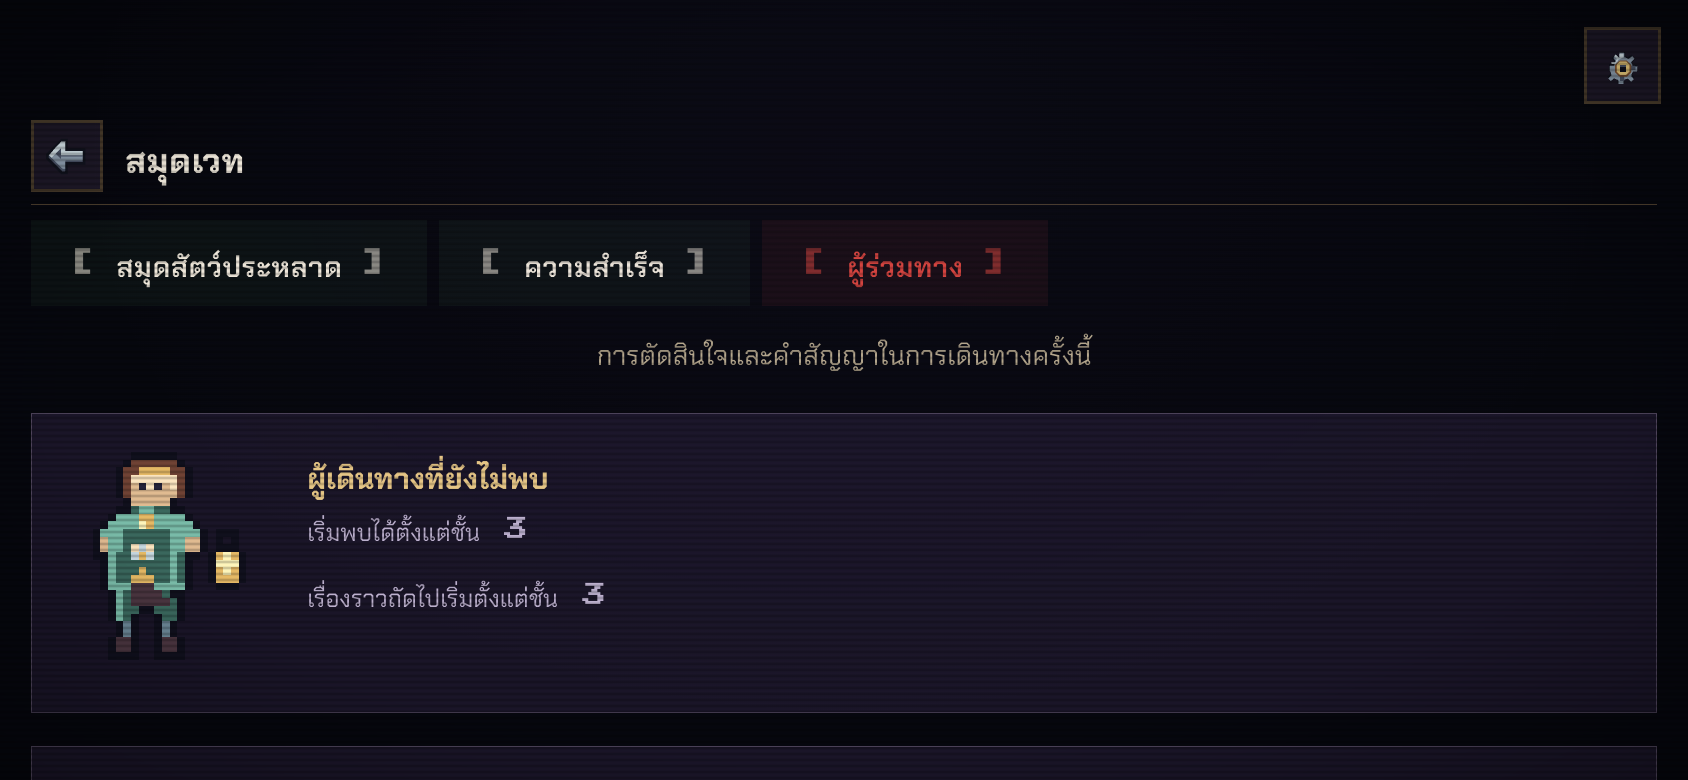 สมุดเวท
[ สมุดสัตว์ประหลาด ] [ ความสำเร็จ ] [ ผู้ร่วมทาง ]
การตัดสินใจและคำสัญญาในการเดินทางครั้งนี้
ผู้เดินทางที่ยังไม่พบ
เริ่มพบได้ตั้งแต่ชั้น 3
เรื่องราวถัดไปเริ่มตั้งแต่ชั้น 3